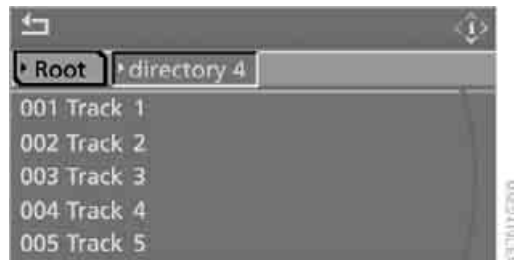 Root directory 4
001 Track 1
002 Track 2
003 Track 3
004 Track 4
005 Track 5